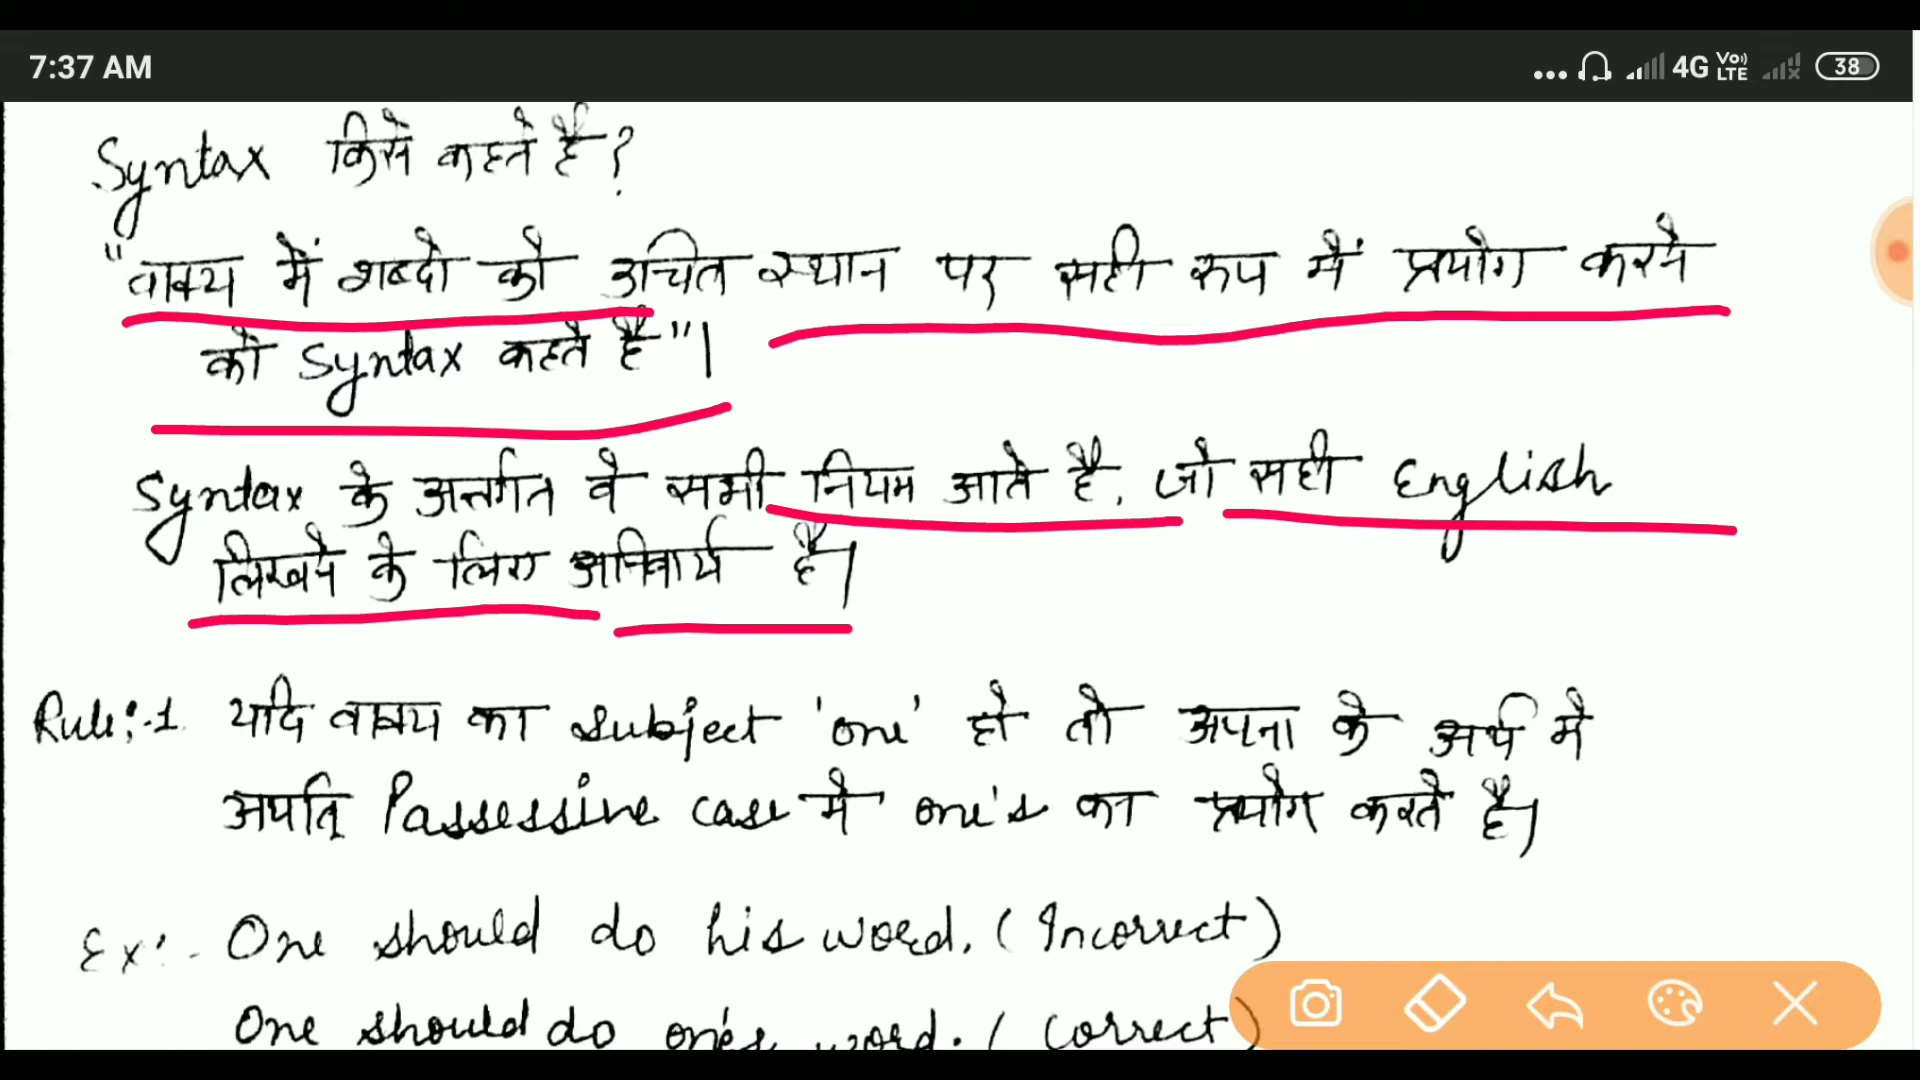 7:37 AM
4G Vo) LTE 38
Syntax किसे कहते है?
"वाक्य में शब्दो को उचित स्थान पर सही रुप में प्रयोग करने
को Syntax कहते है"।
Syntax के अन्तर्गत वे सभी नियम आते है, जो सही English
लिखने के लिए अनिवार्य है।
Rule:-1 यदि वाक्य का subject 'one' हो तो अपना के अर्थ मे
अर्थात् Passessive case मे one's का प्रयोग करते है।
Ex:- One should do his word. (Incorrect)
One should do one's word. (Correct)